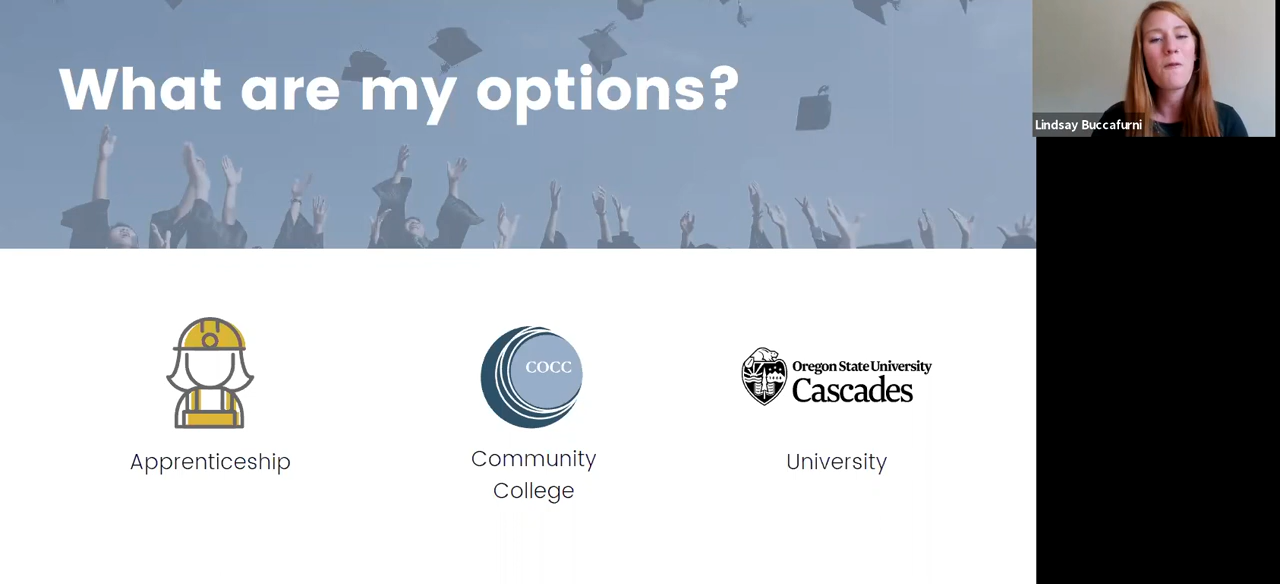 What are my options?
Lindsay Buccafurni
COCC
Oregon State University
Cascades
Apprenticeship
Community
College
University